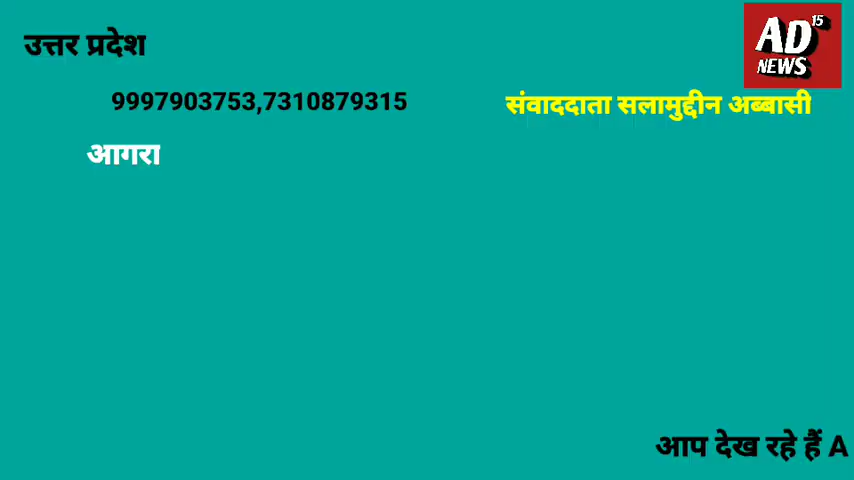 उत्तर प्रदेश
AD 15
NEWS
9997903753,7310879315
संवाददाता सलामुद्दीन अब्बासी
आगरा
आप देख रहे हैं A